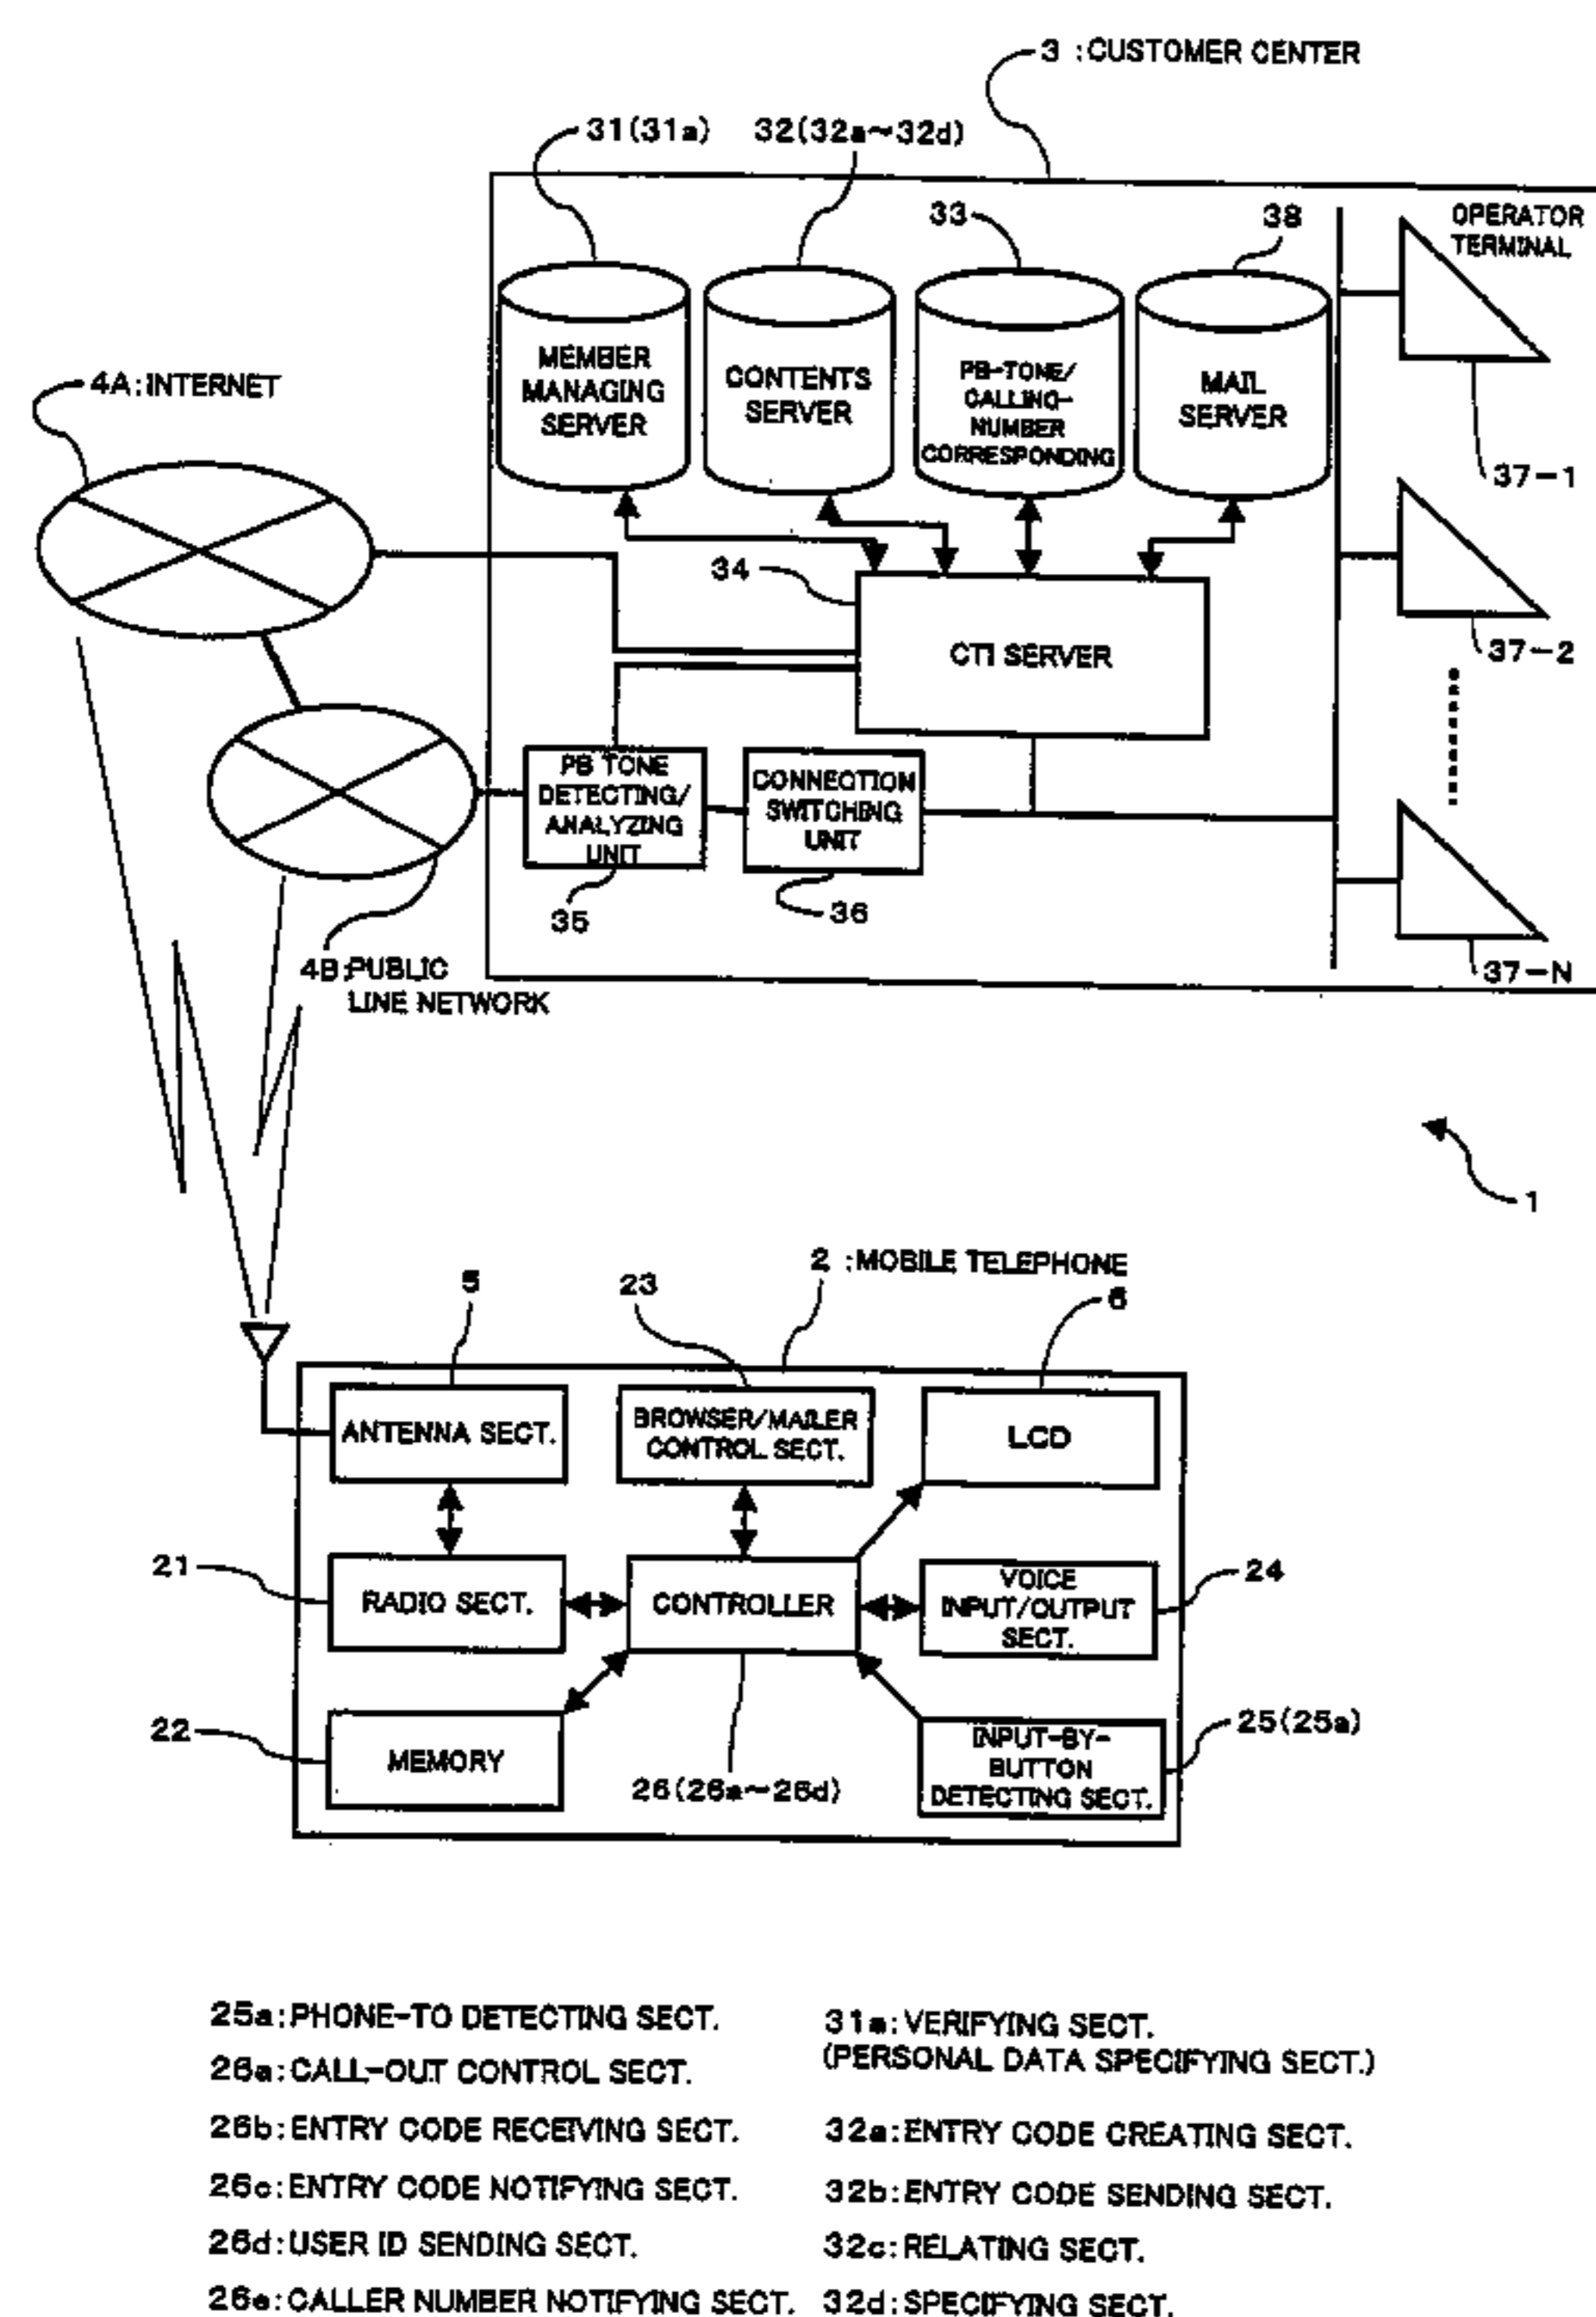 3 :CUSTOMER CENTER
31(31a)
32(32a~32d)
33
38
OPERATOR
TERMINAL
MEMBER
MANAGING
SERVER
CONTENTS
SERVER
PB-TONE/
CALLING-
NUMBER
CORRESPONDING
MAIL
SERVER
4A:INTERNET
37-1
34
CTI SERVER
37-2
PB TONE
DETECTING/
ANALYZING
UNIT
CONNECTION
SWITCHING
UNIT
35
36
4B:PUBLIC
LINE NETWORK
37-N
1
2 :MOBILE TELEPHONE
5
23
6
ANTENNA SECT.
BROWSER/MAILER
CONTROL SECT.
LCD
21
RADIO SECT.
CONTROLLER
VOICE
INPUT/OUTPUT
SECT.
24
22
MEMORY
26(26a~26d)
INPUT-BY-
BUTTON
DETECTING SECT.
25(25a)
25a:PHONE-TO DETECTING SECT.
26a:CALL-OUT CONTROL SECT.
26b:ENTRY CODE RECEIVING SECT.
26c:ENTRY CODE NOTIFYING SECT.
26d:USER ID SENDING SECT.
26e:CALLER NUMBER NOTIFYING SECT.
31a:VERIFYING SECT.
(PERSONAL DATA SPECIFYING SECT.)
32a:ENTRY CODE CREATING SECT.
32b:ENTRY CODE SENDING SECT.
32c:RELATING SECT.
32d:SPECIFYING SECT.